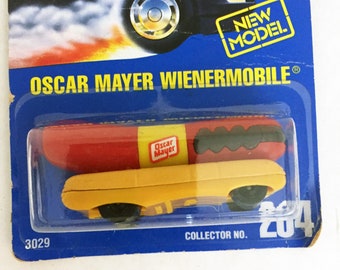 NEW
MODEL
OSCAR MAYER WIENERMOBILE®
Oscar
Mayer
3029
COLLECTOR NO.
204